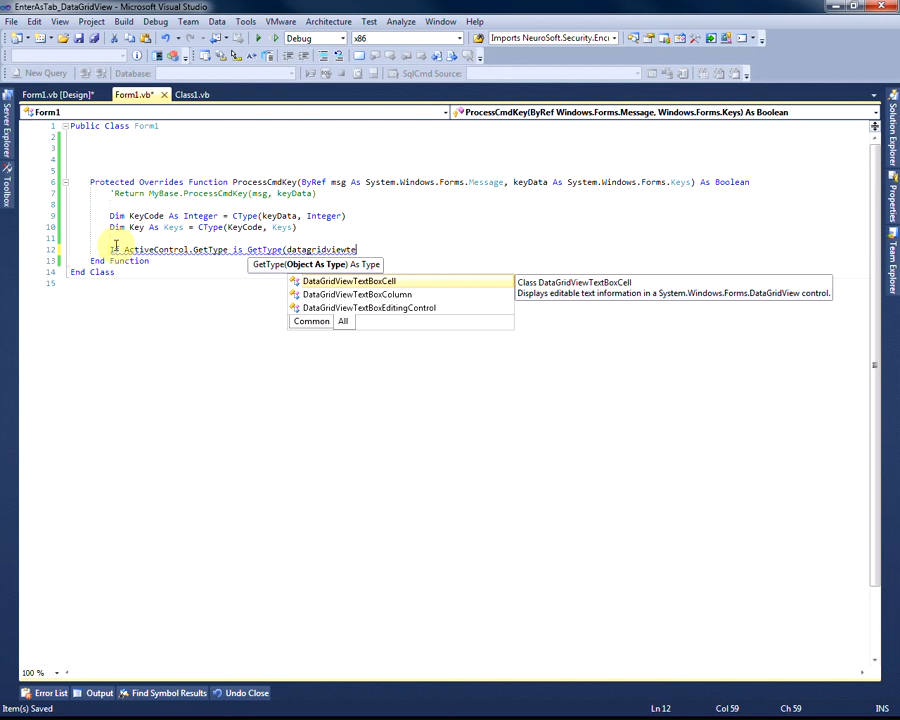 EnterAsTab_DataGridView - Microsoft Visual Studio
File Edit View Project Build Debug Team Data Tools VMware Architecture Test Analyze Window Help
Debug x86 Imports NeuroSoft.Security.Enc
New Query Database: SqlCmd Source:
Form1.vb [Design]* Form1.vb* Class1.vb
Form1 ProcessCmdKey(ByRef Windows.Forms.Message, Windows.Forms.Keys) As Boolean
1 Public Class Form1
2
3
4
5
6 Protected Overrides Function ProcessCmdKey(ByRef msg As System.Windows.Forms.Message, keyData As System.Windows.Forms.Keys) As Boolean
7 'Return MyBase.ProcessCmdKey(msg, keyData)
8
9 Dim KeyCode As Integer = CType(keyData, Integer)
10 Dim Key As Keys = CType(KeyCode, Keys)
11
12 If ActiveControl.GetType is GetType(datagridviewte
13 End Function
GetType(Object As Type) As Type
14 End Class
15
DataGridViewTextBoxCell
DataGridViewTextBoxColumn
DataGridViewTextBoxEditingControl
Common All
Class DataGridViewTextBoxCell
Displays editable text information in a System.Windows.Forms.DataGridView control.
Server Explorer
Toolbox
Solution Explorer
Properties
Team Explorer
100 %
Error List Output Find Symbol Results Undo Close
Item(s) Saved Ln 12 Col 59 Ch 59 INS